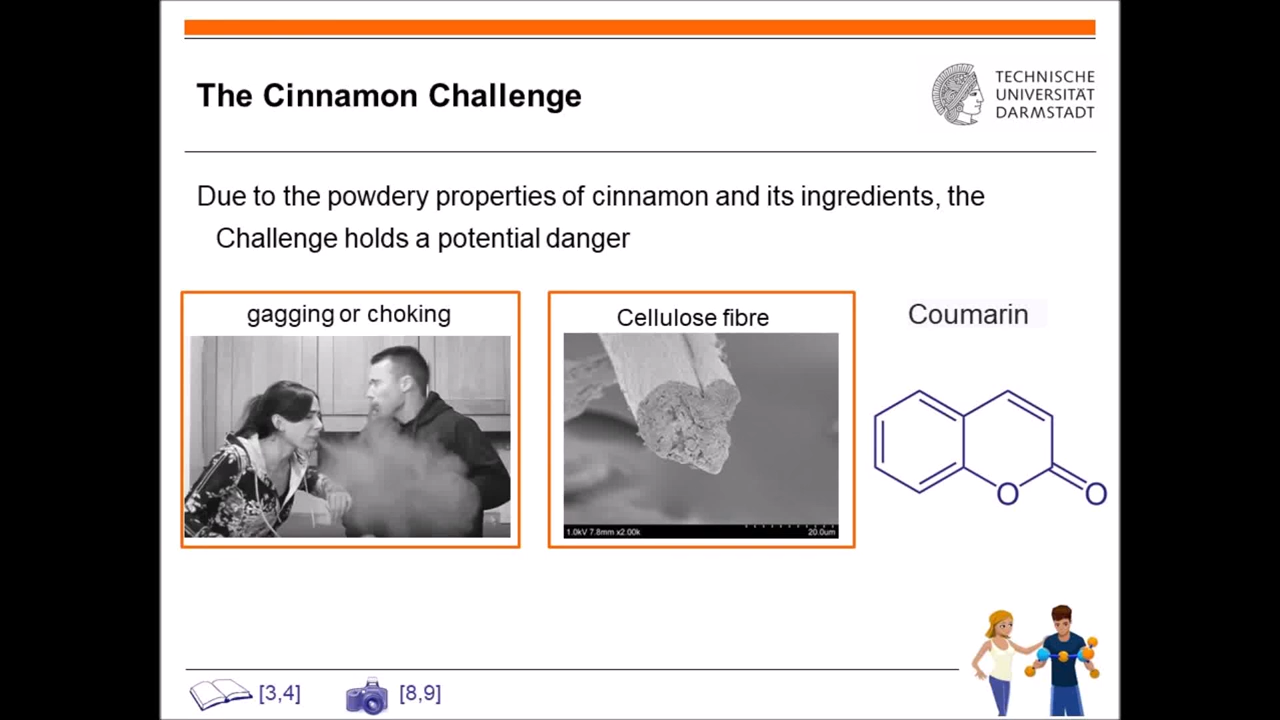 The Cinnamon Challenge
TECHNISCHE
UNIVERSITÄT
DARMSTADT
Due to the powdery properties of cinnamon and its ingredients, the
Challenge holds a potential danger
gagging or choking
Cellulose fibre
Coumarin
1.0kV 7.8mm x2.00k
20.0um
O
O
[3,4]
[8,9]